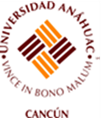 UNIVERSIDAD ANÁHUAC
• VINCE IN BONO MALUM •
CANCÚN